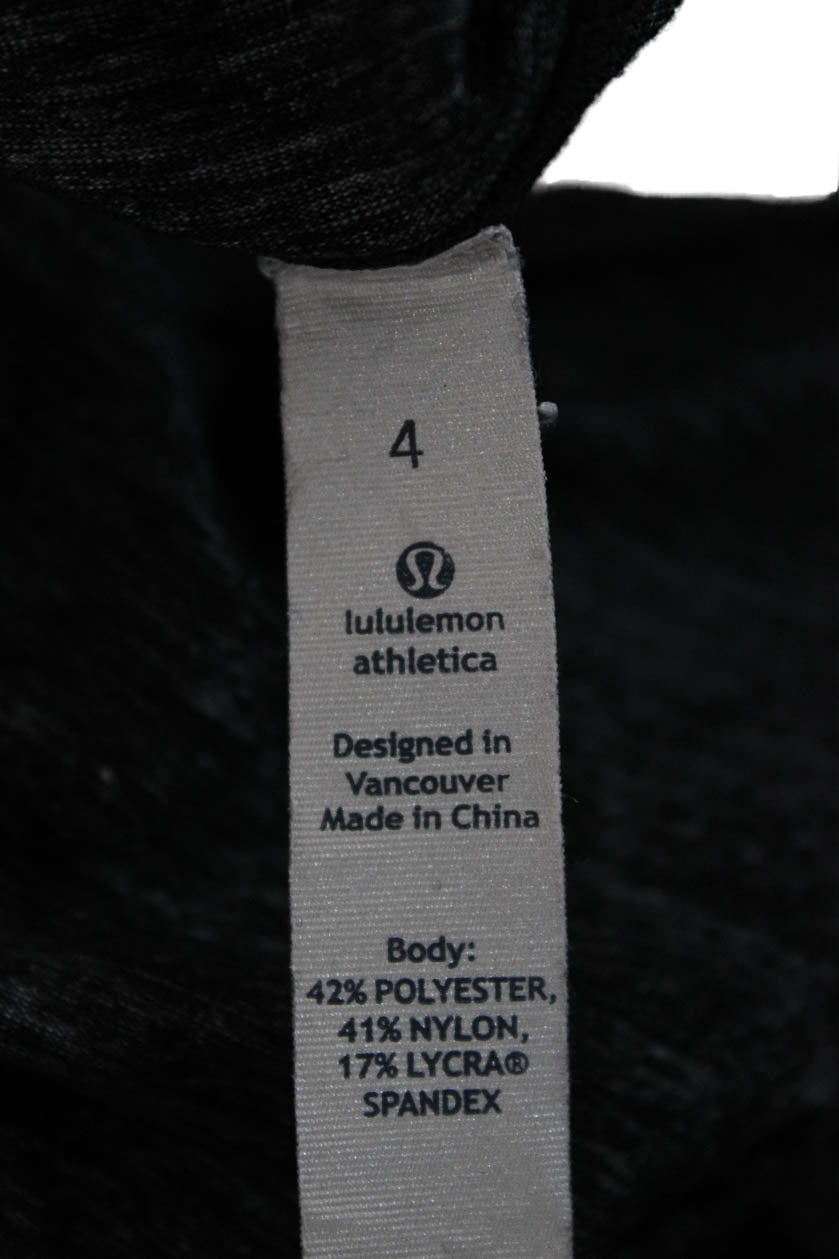 4
lululemon
athletica
Designed in
Vancouver
Made in China
Body:
42% POLYESTER,
41% NYLON,
17% LYCRA®
SPANDEX